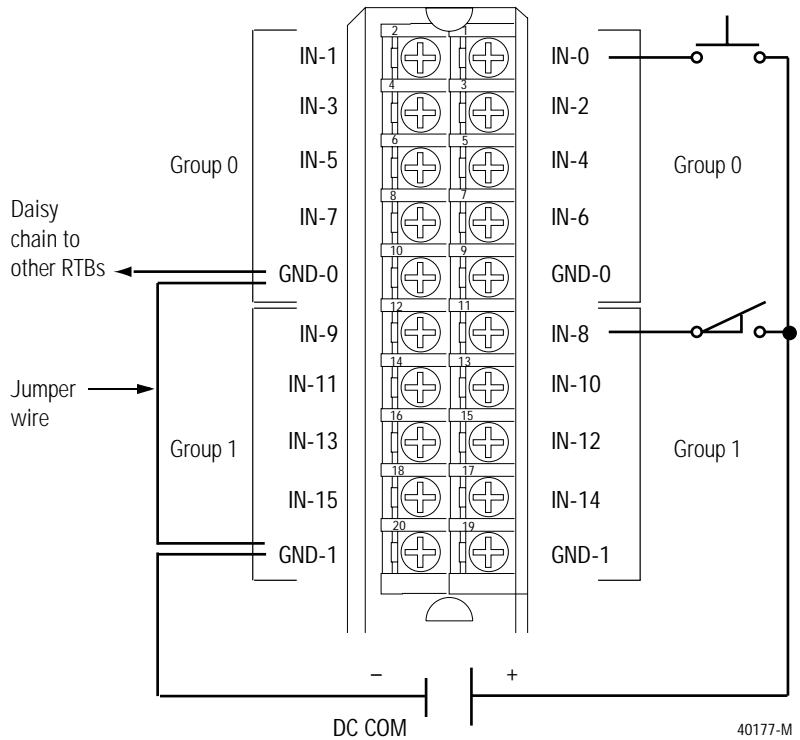 2 1
IN-1 IN-0
4 3
IN-3 IN-2
6 5
Group 0 IN-5 IN-4 Group 0
8 7
IN-7 IN-6
Daisy
chain to
other RTBs
10 9
GND-0 GND-0
12 11
IN-9 IN-8
14 13
IN-11 IN-10
Jumper
wire
16 15
Group 1 IN-13 IN-12 Group 1
18 17
IN-15 IN-14
20 19
GND-1 GND-1
– +
DC COM
40177-M